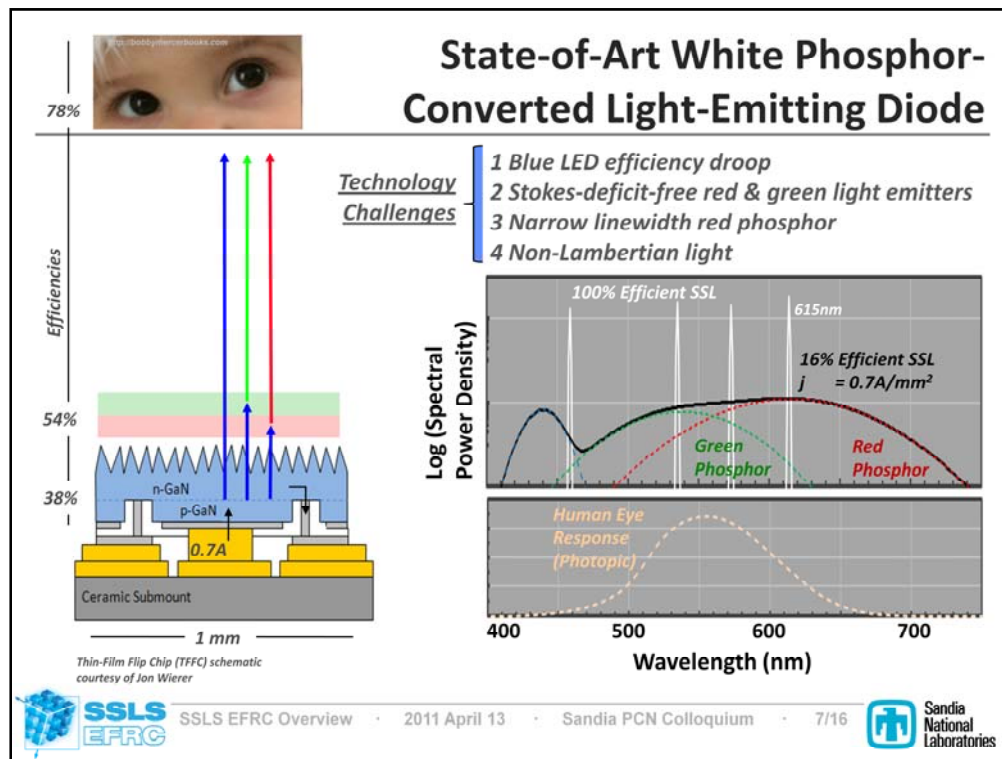 http://bobbymercerbooks.com
State-of-Art White Phosphor-
Converted Light-Emitting Diode
78%
Efficiencies
54%
38%
Technology
Challenges
1 Blue LED efficiency droop
2 Stokes-deficit-free red & green light emitters
3 Narrow linewidth red phosphor
4 Non-Lambertian light
n-GaN
p-GaN
0.7A
Ceramic Submount
1 mm
Thin-Film Flip Chip (TFFC) schematic
courtesy of Jon Wierer
Log (Spectral
Power Density)
100% Efficient SSL
615nm
16% Efficient SSL
j = 0.7A/mm²
Green
Phosphor
Red
Phosphor
Human Eye
Response
(Photopic)
400 500 600 700
Wavelength (nm)
SSLS
EFRC
SSLS EFRC Overview · 2011 April 13 · Sandia PCN Colloquium · 7/16
Sandia
National
Laboratories